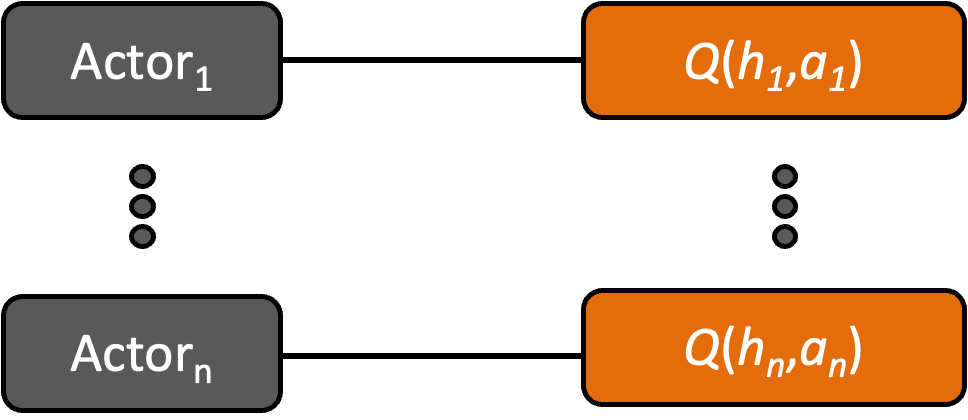 Actor₁
Q(h₁,a₁)
Actorₙ
Q(hₙ,aₙ)